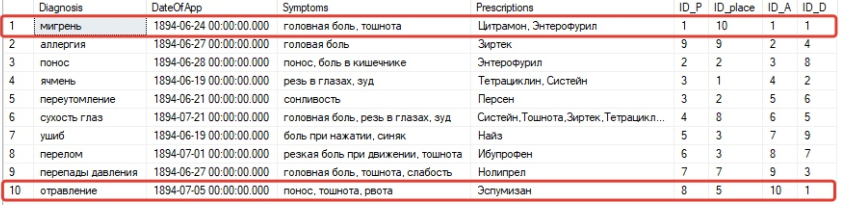 Diagnosis DateOfApp Symptoms Prescriptions ID_P ID_place ID_A ID_D
1 мигрень 1894-06-24 00:00:00.000 головная боль, тошнота Цитрамон, Энтерофурил 1 10 1 1
2 аллергия 1894-06-27 00:00:00.000 головая боль Зиртек 9 9 2 4
3 понос 1894-06-28 00:00:00.000 понос, боль в кишечнике Энтерофурил 2 2 3 8
4 ячмень 1894-06-19 00:00:00.000 резь в глазах, зуд Тетрациклин, Систейн 3 1 4 2
5 переутомление 1894-06-21 00:00:00.000 сонливость Персен 3 2 5 6
6 сухость глаз 1894-07-21 00:00:00.000 головная боль, резь в глазах, зуд Систейн,Тошнота,Зиртек,Тетрацикл... 4 8 6 5
7 ушиб 1894-06-19 00:00:00.000 боль при нажатии, синяк Найз 5 3 7 9
8 перелом 1894-07-01 00:00:00.000 резкая боль при движении, тошнота Ибупрофен 6 3 8 7
9 перепады давления 1894-06-27 00:00:00.000 головная боль, тошнота, слабость Нолипрел 7 7 9 3
10 отравление 1894-07-05 00:00:00.000 понос, тошнота, рвота Эспумизан 8 5 10 1